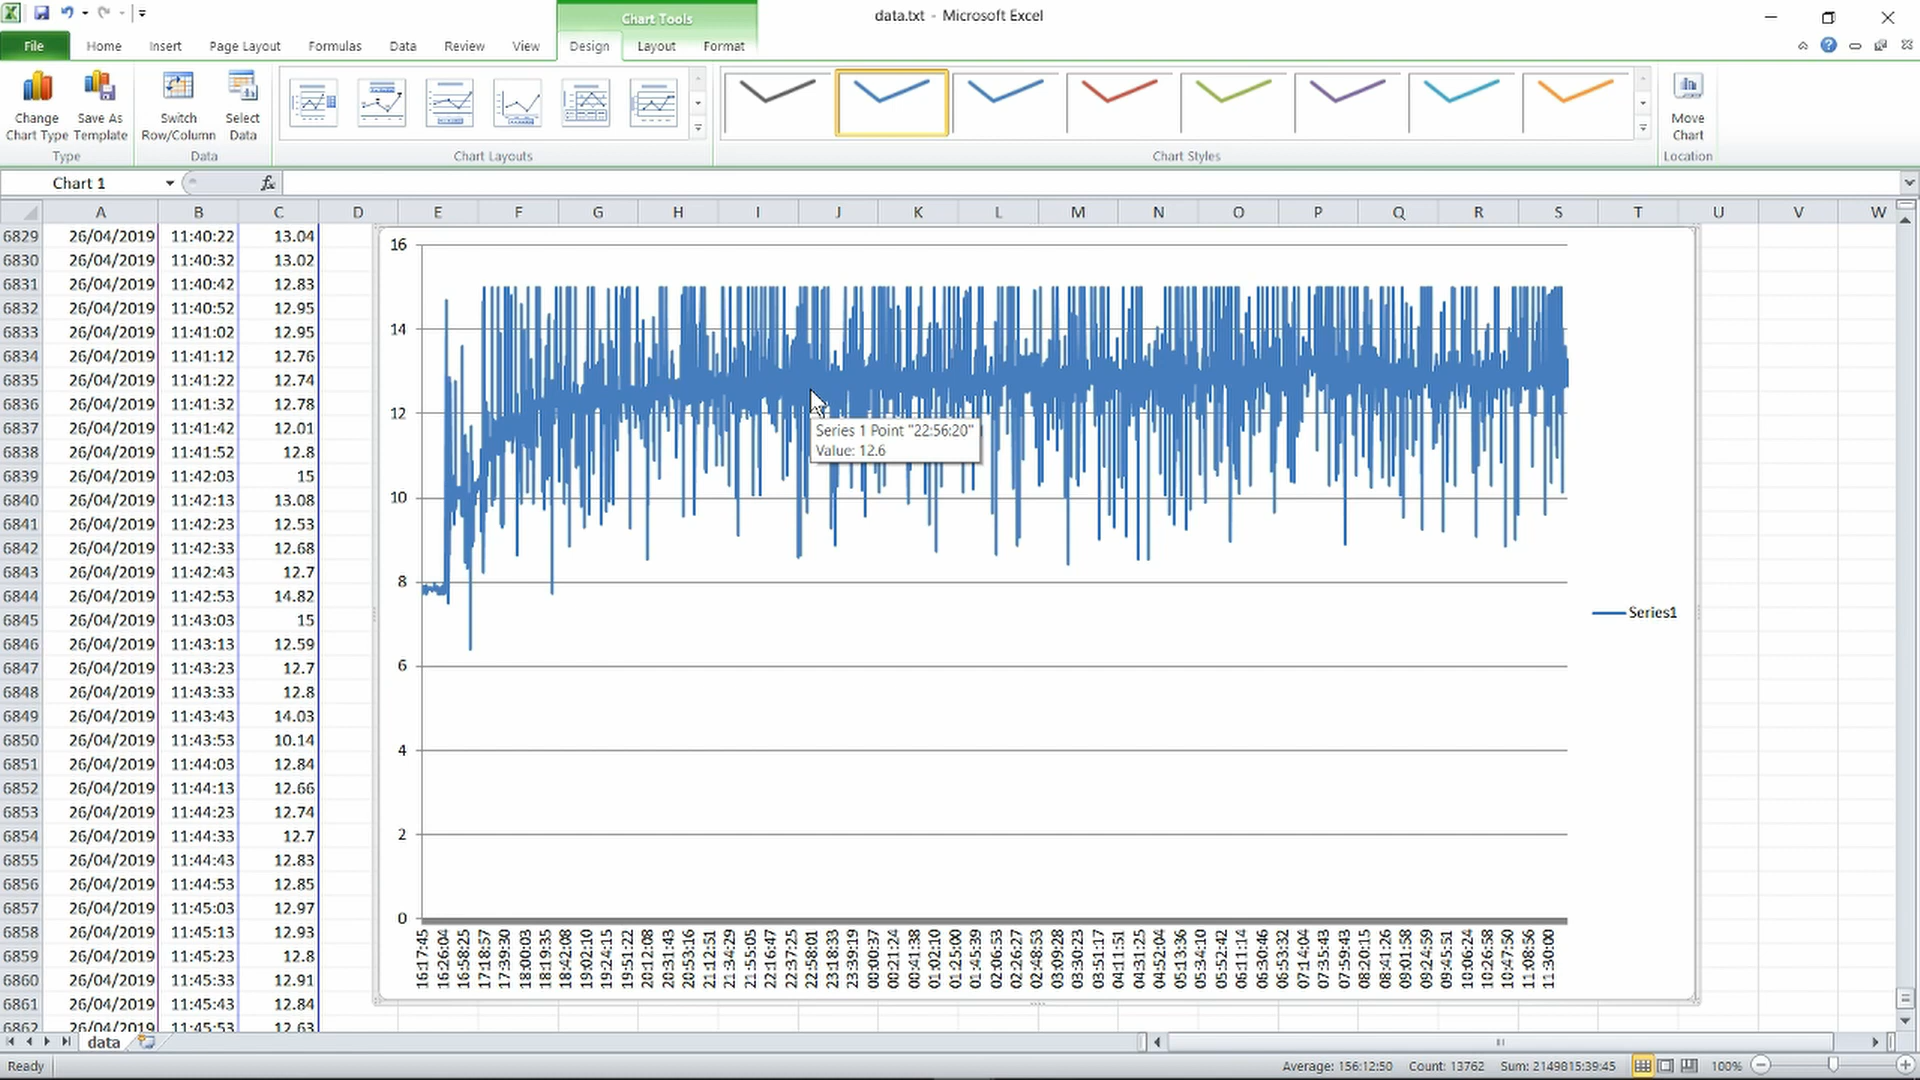 data.txt - Microsoft Excel
Chart Tools
File Home Insert Page Layout Formulas Data Review View Design Layout Format
Change Chart Type
Save As Template
Switch Row/Column
Select Data
Move Chart
Type Data Chart Layouts Chart Styles Location
Chart 1 fx
A B C D E F G H I J K L M N O P Q R S T U V W
6829 26/04/2019 11:40:22 13.04
6830 26/04/2019 11:40:32 13.02
6831 26/04/2019 11:40:42 12.83
6832 26/04/2019 11:40:52 12.95
6833 26/04/2019 11:41:02 12.95
6834 26/04/2019 11:41:12 12.76
6835 26/04/2019 11:41:22 12.74
6836 26/04/2019 11:41:32 12.78
6837 26/04/2019 11:41:42 12.01
6838 26/04/2019 11:41:52 12.8
6839 26/04/2019 11:42:03 15
6840 26/04/2019 11:42:13 13.08
6841 26/04/2019 11:42:23 12.53
6842 26/04/2019 11:42:33 12.68
6843 26/04/2019 11:42:43 12.7
6844 26/04/2019 11:42:53 14.82
6845 26/04/2019 11:43:03 15
6846 26/04/2019 11:43:13 12.59
6847 26/04/2019 11:43:23 12.7
6848 26/04/2019 11:43:33 12.8
6849 26/04/2019 11:43:43 14.03
6850 26/04/2019 11:43:53 10.14
6851 26/04/2019 11:44:03 12.84
6852 26/04/2019 11:44:13 12.66
6853 26/04/2019 11:44:23 12.74
6854 26/04/2019 11:44:33 12.7
6855 26/04/2019 11:44:43 12.83
6856 26/04/2019 11:44:53 12.85
6857 26/04/2019 11:45:03 12.97
6858 26/04/2019 11:45:13 12.93
6859 26/04/2019 11:45:23 12.8
6860 26/04/2019 11:45:33 12.91
6861 26/04/2019 11:45:43 12.84
6862 26/04/2019 11:45:53 12.63
16
14
12
10
8
6
4
2
0
Series 1 Point "22:56:20"
Value: 12.6
Series1
16:17:45
16:26:04
16:58:25
17:18:57
17:39:30
18:00:03
18:19:35
18:42:08
19:02:10
19:24:15
19:51:22
20:12:08
20:31:43
20:53:16
21:12:51
21:34:29
21:55:05
22:16:47
22:37:25
22:58:01
23:18:33
23:39:19
00:00:37
00:21:24
00:41:38
01:02:10
01:25:00
01:45:39
02:06:53
02:26:27
02:48:53
03:09:28
03:30:23
03:51:17
04:11:51
04:31:25
04:52:04
05:13:36
05:34:10
05:52:42
06:11:14
06:30:46
06:53:32
07:14:04
07:35:43
07:59:43
08:20:15
08:41:26
09:01:58
09:24:59
09:45:51
10:06:24
10:26:58
10:47:50
11:08:56
11:30:00
data
Ready Average: 156:12:50 Count: 13762 Sum: 2149815:39:45 100%